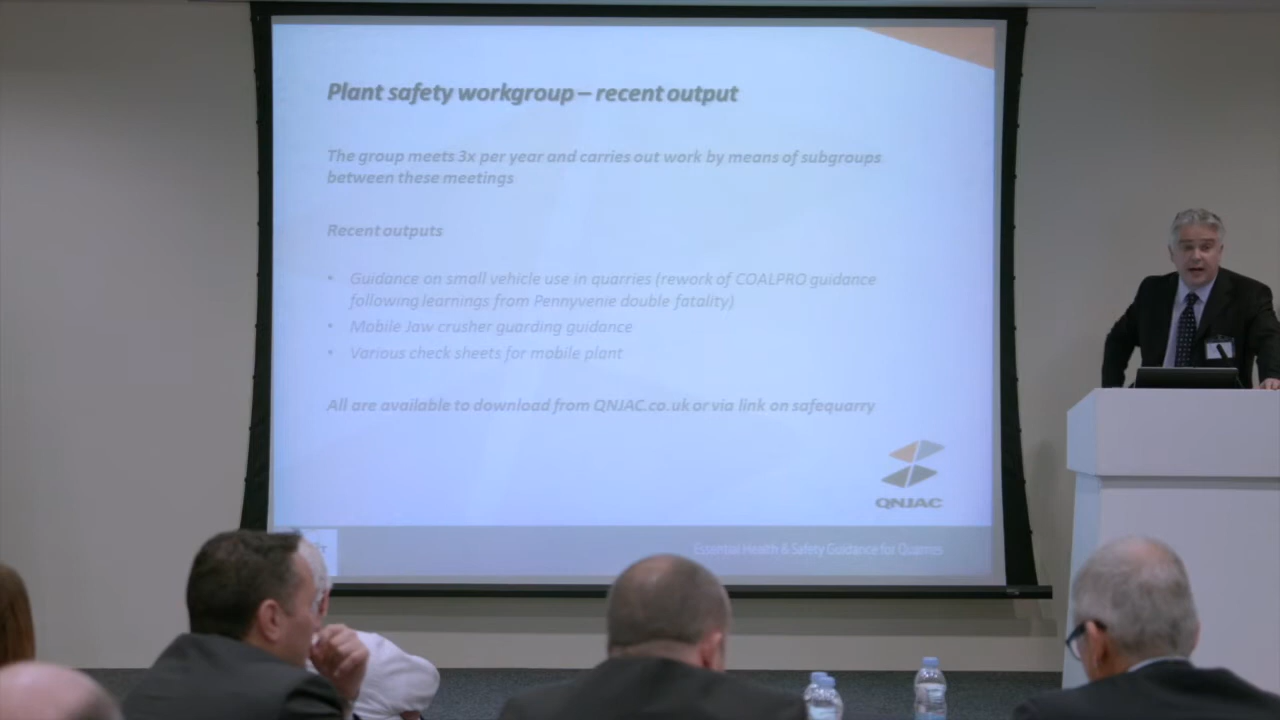 Plant safety workgroup – recent output
The group meets 3x per year and carries out work by means of subgroups
between these meetings
Recent outputs
• Guidance on small vehicle use in quarries (rework of COALPRO guidance
following learnings from Pennyvenie double fatality)
• Mobile Jaw crusher guarding guidance
• Various check sheets for mobile plant
All are available to download from QNJAC.co.uk or via link on safequarry
QNJAC
Essential Health & Safety Guidance for Quarries